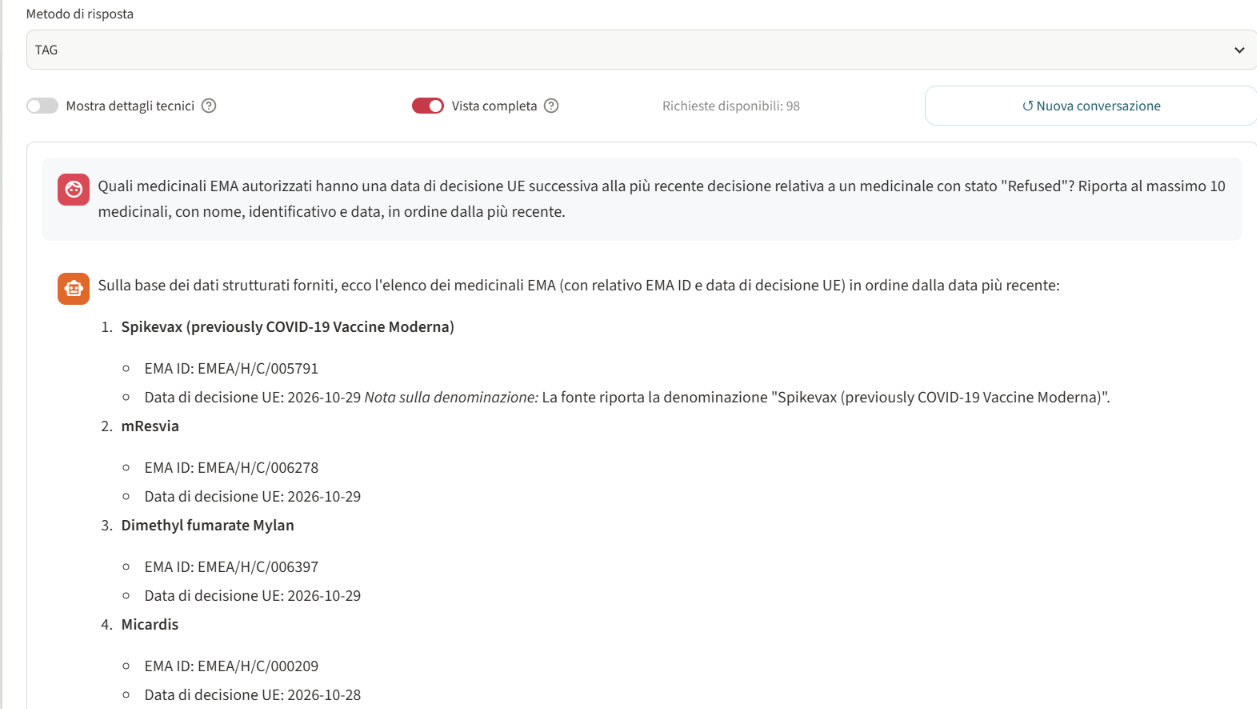 Metodo di risposta
TAG
Mostra dettagli tecnici
Vista completa
Richieste disponibili: 98
↺ Nuova conversazione
Quali medicinali EMA autorizzati hanno una data di decisione UE successiva alla più recente decisione relativa a un medicinale con stato "Refused"? Riporta al massimo 10
medicinali, con nome, identificativo e data, in ordine dalla più recente.
Sulla base dei dati strutturati forniti, ecco l'elenco dei medicinali EMA (con relativo EMA ID e data di decisione UE) in ordine dalla data più recente:
1. Spikevax (previously COVID-19 Vaccine Moderna)
EMA ID: EMEA/H/C/005791
Data di decisione UE: 2026-10-29 Nota sulla denominazione: La fonte riporta la denominazione "Spikevax (previously COVID-19 Vaccine Moderna)".
2. mResvia
EMA ID: EMEA/H/C/006278
Data di decisione UE: 2026-10-29
3. Dimethyl fumarate Mylan
EMA ID: EMEA/H/C/006397
Data di decisione UE: 2026-10-29
4. Micardis
EMA ID: EMEA/H/C/000209
Data di decisione UE: 2026-10-28